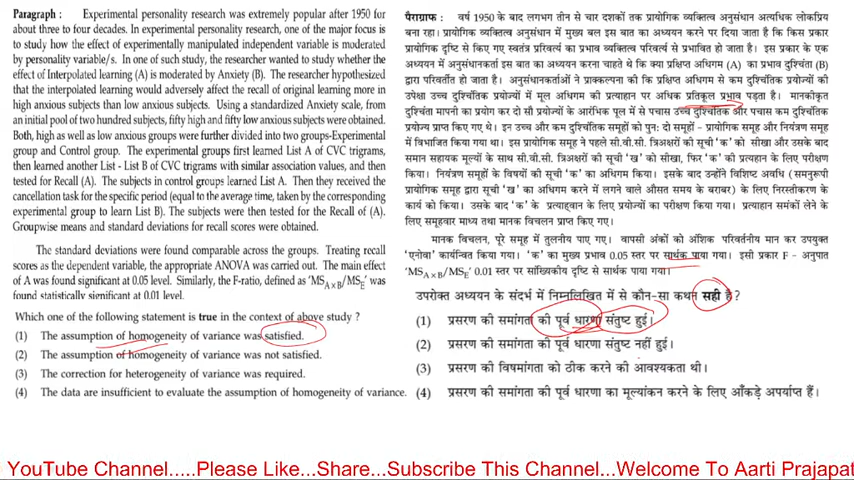 Paragraph : Experimental personality research was extremely popular after 1950 for
about three to four decades. In experimental personality research, one of the major focus is
to study how the effect of experimentally manipulated independent variable is moderated
by personality variable/s. In one of such study, the researcher wanted to study whether the
effect of Interpolated learning (A) is moderated by Anxiety (B). The researcher hypothesized
that the interpolated learning would adversely affect the recall of original learning more in
high anxious subjects than low anxious subjects. Using a standardized Anxiety scale, from
an initial pool of two hundred subjects, fifty high and fifty low anxious subjects were obtained.
Both, high as well as low anxious groups were further divided into two groups-Experimental
group and Control group. The experimental groups first learned List A of CVC trigrams,
then learned another List - List B of CVC trigrams with similar association values, and then
tested for Recall (A). The subjects in control groups learned List A. Then they received the
cancellation task for the specific period (equal to the average time, taken by the corresponding
experimental group to learn List B). The subjects were then tested for the Recall of (A).
Groupwise means and standard deviations for recall scores were obtained.
The standard deviations were found comparable across the groups. Treating recall
scores as the dependent variable, the appropriate ANOVA was carried out. The main effect
of A was found significant at 0.05 level. Similarly, the F-ratio, defined as 'MSA×B/MSE' was
found statistically significant at 0.01 level.
Which one of the following statement is true in the context of above study ?
(1) The assumption of homogeneity of variance was satisfied.
(2) The assumption of homogeneity of variance was not satisfied.
(3) The correction for heterogeneity of variance was required.
(4) The data are insufficient to evaluate the assumption of homogeneity of variance.
पैराग्राफ : वर्ष 1950 के बाद लगभग तीन से चार दशकों तक प्रायोगिक व्यक्तित्व अनुसंधान अत्यधिक लोकप्रिय
बना रहा। प्रायोगिक व्यक्तित्व अनुसंधान में मुख्य बल इस बात का अध्ययन करने पर दिया जाता है कि किस प्रकार
प्रायोगिक दृष्टि से किए गए स्वतंत्र प्ररिवर्त्य का प्रभाव व्यक्तित्व परिवर्त्य से प्रभावित हो जाता है। इस प्रकार के एक
अध्ययन में अनुसंधानकर्ता इस बात का अध्ययन करना चाहते थे कि क्या प्रक्षिप्त अधिगम (A) का प्रभाव दुश्चिंता (B)
द्वारा परिवर्तित हो जाता है। अनुसंधानकर्ताओं ने प्राक्कल्पना की कि प्रक्षिप्त अधिगम से कम दुश्चिंतिक प्रयोज्यों की
उपेक्षा उच्च दुश्चिंतिक प्रयोज्यों में मूल अधिगम की प्रत्याहान पर अधिक प्रतिकूल प्रभाव पड़ता है। मानकीकृत
दुश्चिंता मापनी का प्रयोग कर दो सौ प्रयोज्यों के आरंभिक पूल में से पचास उच्च दुश्चिंतिक और पचास कम दुश्चिंतिक
प्रयोज्य प्राप्त किए गए थे। इन उच्च और कम दुश्चिंतिक प्रयोज्यों को पुन: दो समूहों - प्रायोगिक समूह और नियंत्रण समूह
में विभाजित किया गया था। इस प्रायोगिक समूह ने पहले सी.वी.सी. त्रिअक्षरों की सूची 'क' को सीखा और उसके बाद
समान सहायक मूल्यों के साथ सी.वी.सी. त्रिअक्षरों की सूची 'ख' को सीखा, फिर 'क' की प्रत्याहान के लिए परीक्षण
किया। नियंत्रण समूहों के विषयों की सूची 'क' का अधिगम किया। इसके बाद उन्होंने विशिष्ट अवधि (समनुरूपी
प्रायोगिक समूह द्वारा सूची 'ख' का अधिगम में लगने वाले औसत समय के बराबर) के लिए निरस्तीकरण के
कार्य को किया। उसके बाद 'क' के प्रत्याह्वान के लिए प्रयोज्यों का परीक्षण किया गया। प्रत्याहान समंकों लेने के
लिए समूहवार माध्य तथा मानक विचलन प्राप्त किए गए।
मानक विचलन, पूरे समूह में तुलनीय पाए गए। वापसी अंकों को अंशिक परिवर्तनीय मान कर उपयुक्त
'एनोवा' कार्यन्वित किया गया। 'क' का मुख्य प्रभाव 0.05 स्तर पर सार्थक पाया गया। इसी प्रकार F - अनुपात
'MSA×B/MSE' 0.01 स्तर पर सांख्यिकीय दृष्टि से सार्थक पाया गया।
उपरोक्त अध्ययन के संदर्भ में निम्नलिखित में से कौन-सा कथन सही है ?
(1) प्रसरण की समांगता की पूर्व धारणा संतुष्ट हुई।
(2) प्रसरण की समांगता की पूर्व धारणा संतुष्ट नहीं हुई।
(3) प्रसरण की विषमांगता को ठीक करने की आवश्यकता थी।
(4) प्रसरण की समांगता की पूर्व धारणा का मूल्यांकन करने के लिए आँकड़े अपर्याप्त हैं।
YouTube Channel.....Please Like...Share...Subscribe This Channel...Welcome To Aarti Prajapat